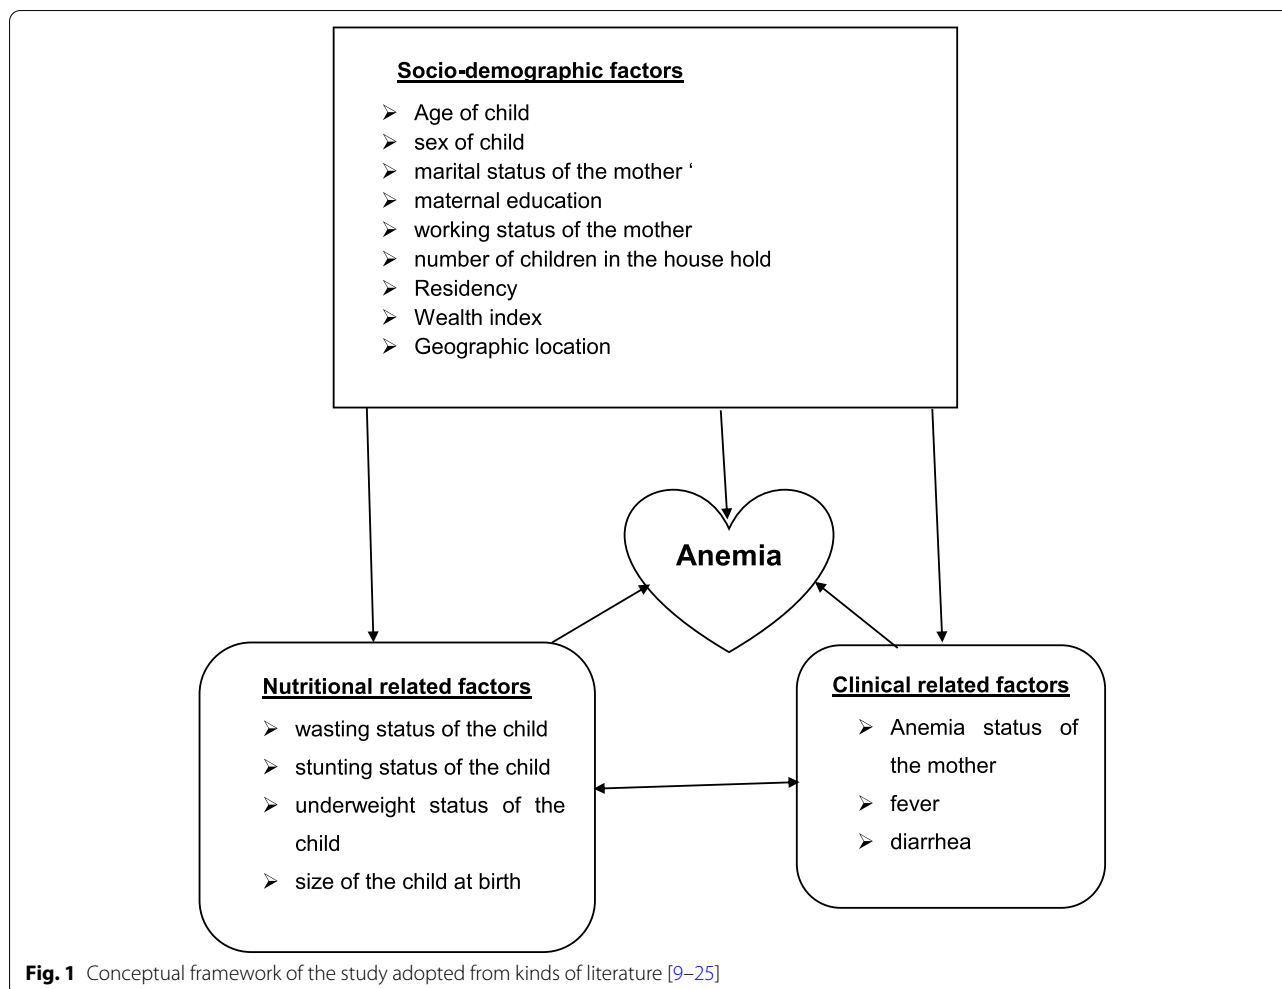 Socio-demographic factors
➢ Age of child
➢ sex of child
➢ marital status of the mother ‘
➢ maternal education
➢ working status of the mother
➢ number of children in the house hold
➢ Residency
➢ Wealth index
➢ Geographic location
Anemia
Nutritional related factors
➢ wasting status of the child
➢ stunting status of the child
➢ underweight status of the
child
➢ size of the child at birth
Clinical related factors
➢ Anemia status of
the mother
➢ fever
➢ diarrhea
Fig. 1 Conceptual framework of the study adopted from kinds of literature [9–25]